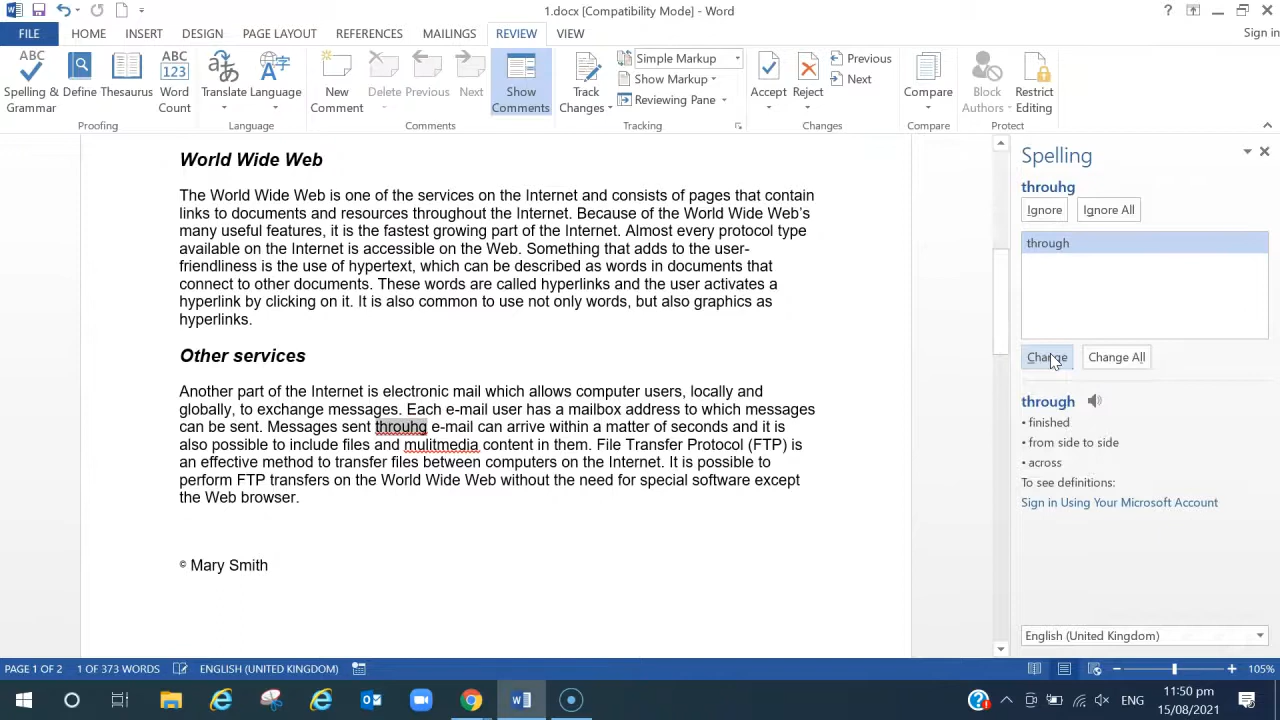 1.docx [Compatibility Mode] - Word
FILE HOME INSERT DESIGN PAGE LAYOUT REFERENCES MAILINGS REVIEW VIEW Sign in
Spelling & Grammar
Define
Thesaurus
Word Count
Translate
Language
New Comment
Delete
Previous
Next
Show Comments
Track Changes
Simple Markup
Show Markup
Reviewing Pane
Accept
Reject
Previous
Next
Compare
Block Authors
Restrict Editing
Proofing Language Comments Tracking Changes Compare Protect
World Wide Web
The World Wide Web is one of the services on the Internet and consists of pages that contain
links to documents and resources throughout the Internet. Because of the World Wide Web’s
many useful features, it is the fastest growing part of the Internet. Almost every protocol type
available on the Internet is accessible on the Web. Something that adds to the user-
friendliness is the use of hypertext, which can be described as words in documents that
connect to other documents. These words are called hyperlinks and the user activates a
hyperlink by clicking on it. It is also common to use not only words, but also graphics as
hyperlinks.
Other services
Another part of the Internet is electronic mail which allows computer users, locally and
globally, to exchange messages. Each e-mail user has a mailbox address to which messages
can be sent. Messages sent throuhg e-mail can arrive within a matter of seconds and it is
also possible to include files and mulitmedia content in them. File Transfer Protocol (FTP) is
an effective method to transfer files between computers on the Internet. It is possible to
perform FTP transfers on the World Wide Web without the need for special software except
the Web browser.
© Mary Smith
Spelling
throuhg
Ignore Ignore All
through
Change Change All
through
• finished
• from side to side
• across
To see definitions:
Sign in Using Your Microsoft Account
English (United Kingdom)
PAGE 1 OF 2 1 OF 373 WORDS ENGLISH (UNITED KINGDOM) 105%
ENG
11:50 pm
15/08/2021